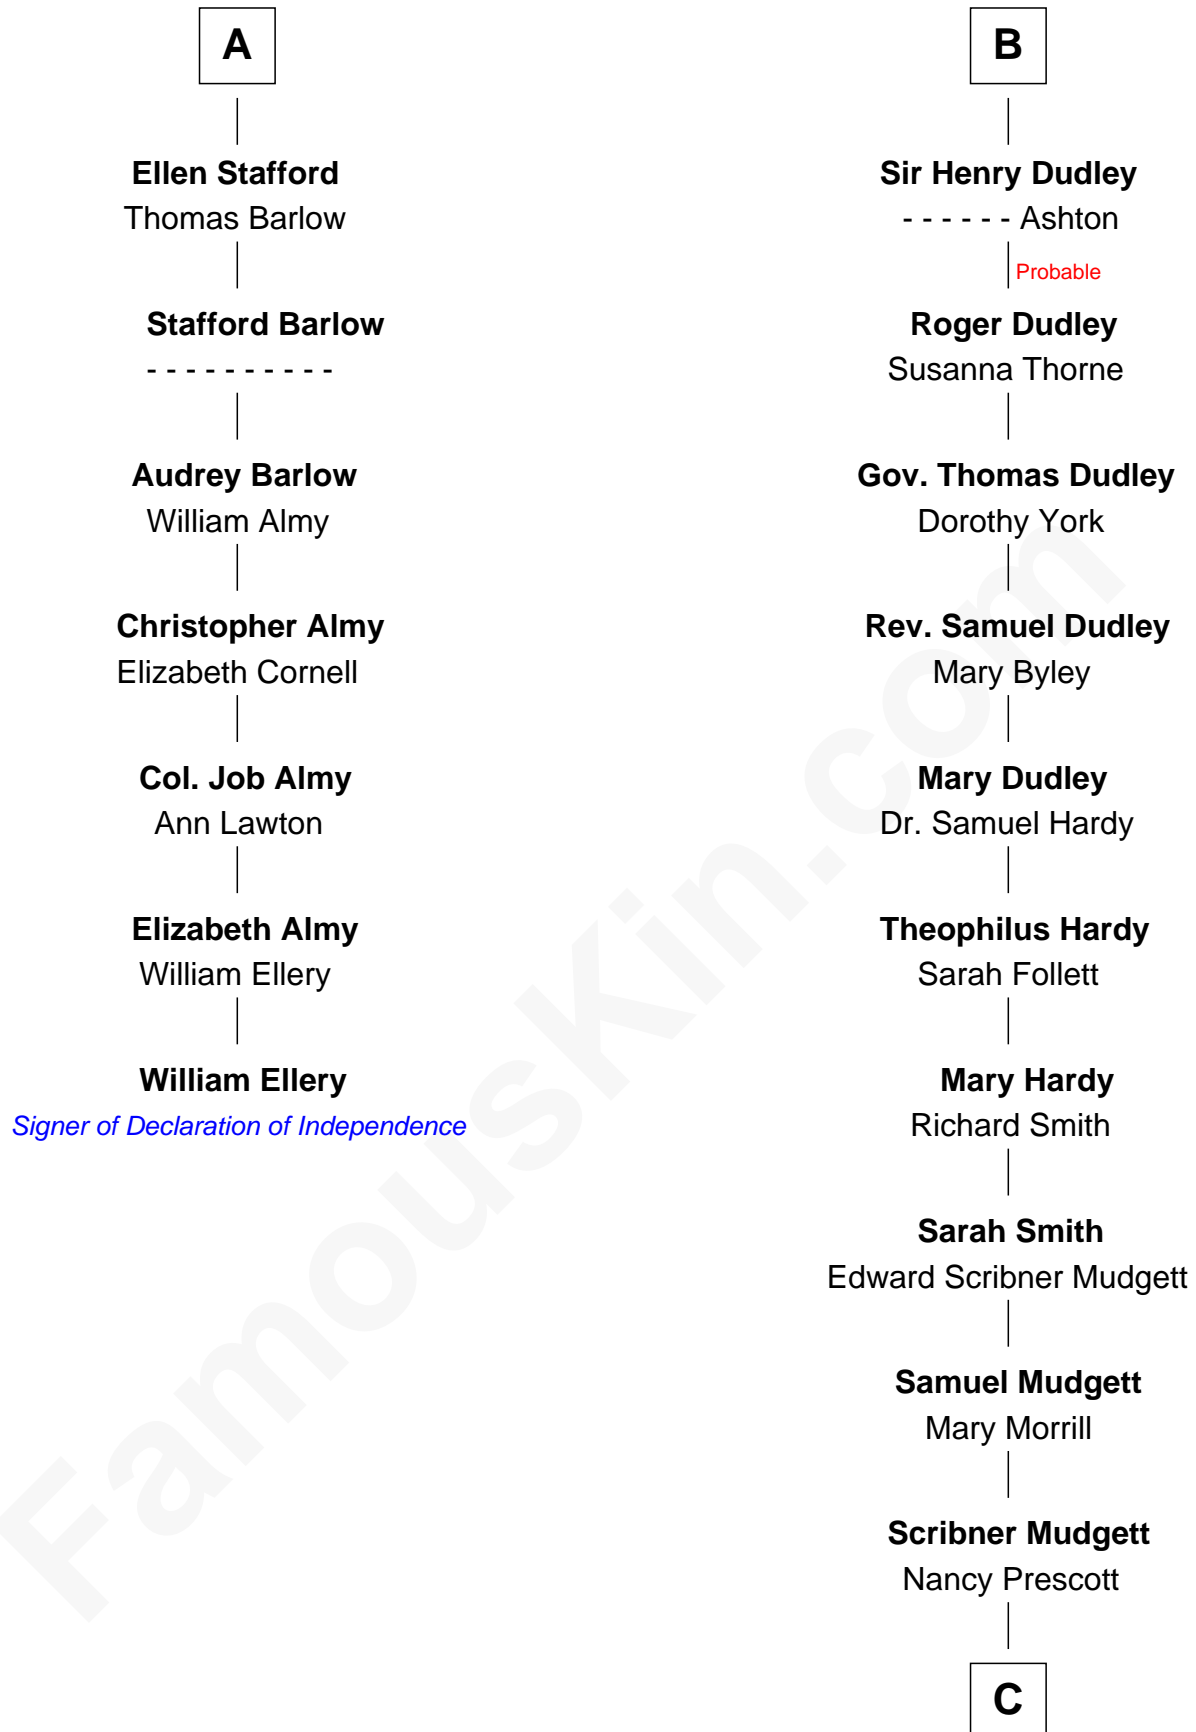 A
Ellen Stafford
Thomas Barlow
Stafford Barlow
- - - - - - - - - -
Audrey Barlow
William Almy
Christopher Almy
Elizabeth Cornell
Col. Job Almy
Ann Lawton
Elizabeth Almy
William Ellery
William Ellery
Signer of Declaration of Independence
B
Sir Henry Dudley
- - - - - - Ashton
Probable
Roger Dudley
Susanna Thorne
Gov. Thomas Dudley
Dorothy York
Rev. Samuel Dudley
Mary Byley
Mary Dudley
Dr. Samuel Hardy
Theophilus Hardy
Sarah Follett
Mary Hardy
Richard Smith
Sarah Smith
Edward Scribner Mudgett
Samuel Mudgett
Mary Morrill
Scribner Mudgett
Nancy Prescott
C
FamousKin.com